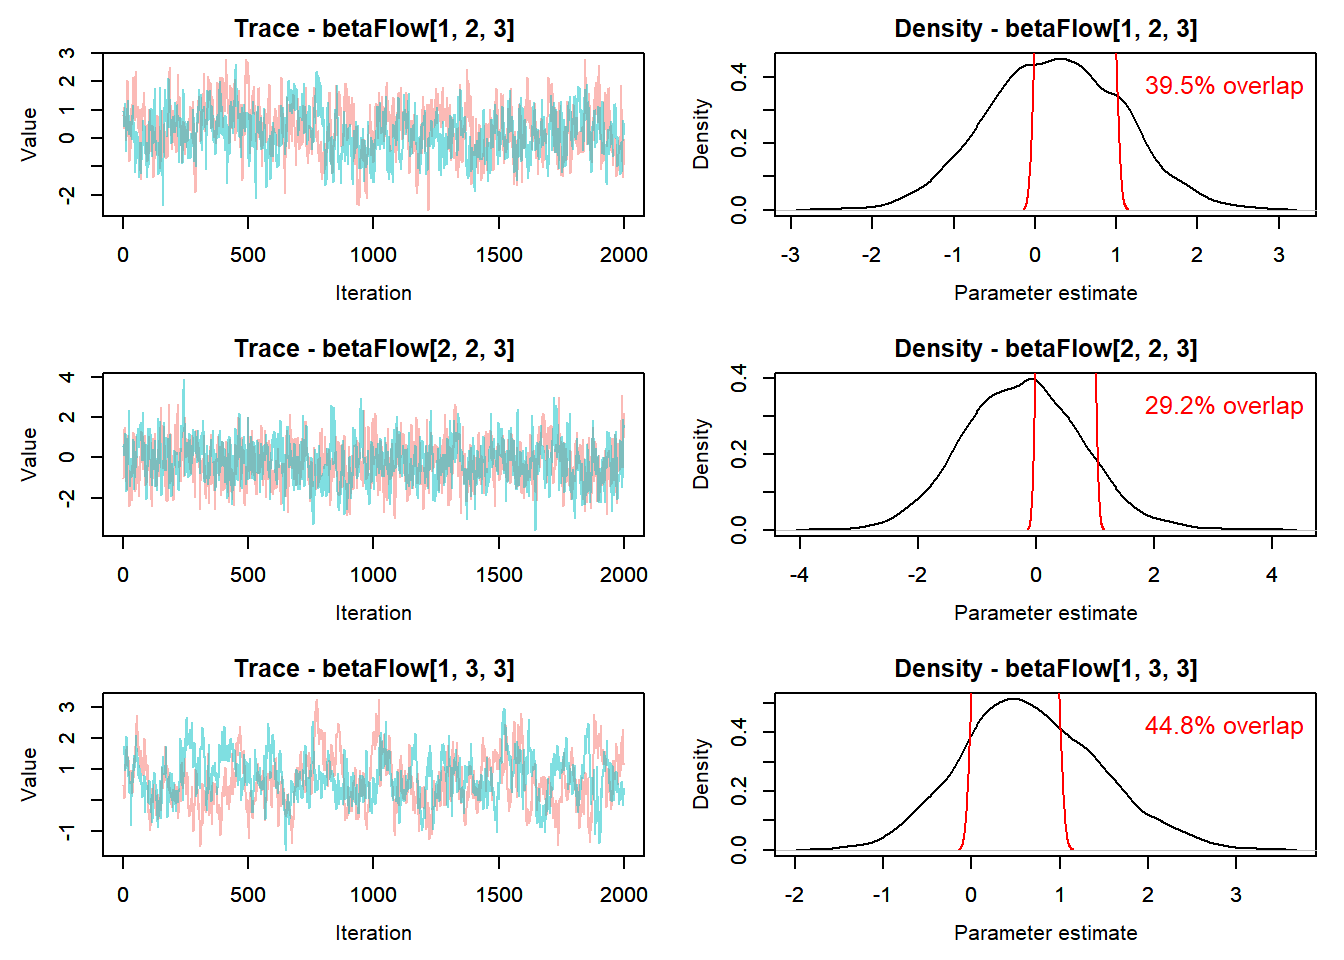 Trace - betaFlow[1, 2, 3]
Value
3
2
1
0
-2
0 500 1000 1500 2000
Iteration
Density - betaFlow[1, 2, 3]
39.5% overlap
Density
0.4
0.2
0.0
-3 -2 -1 0 1 2 3
Parameter estimate
Trace - betaFlow[2, 2, 3]
Value
4
2
0
-2
0 500 1000 1500 2000
Iteration
Density - betaFlow[2, 2, 3]
29.2% overlap
Density
0.4
0.2
0.0
-4 -2 0 2 4
Parameter estimate
Trace - betaFlow[1, 3, 3]
Value
3
2
1
-1
0 500 1000 1500 2000
Iteration
Density - betaFlow[1, 3, 3]
44.8% overlap
Density
0.4
0.2
0.0
-2 -1 0 1 2 3
Parameter estimate